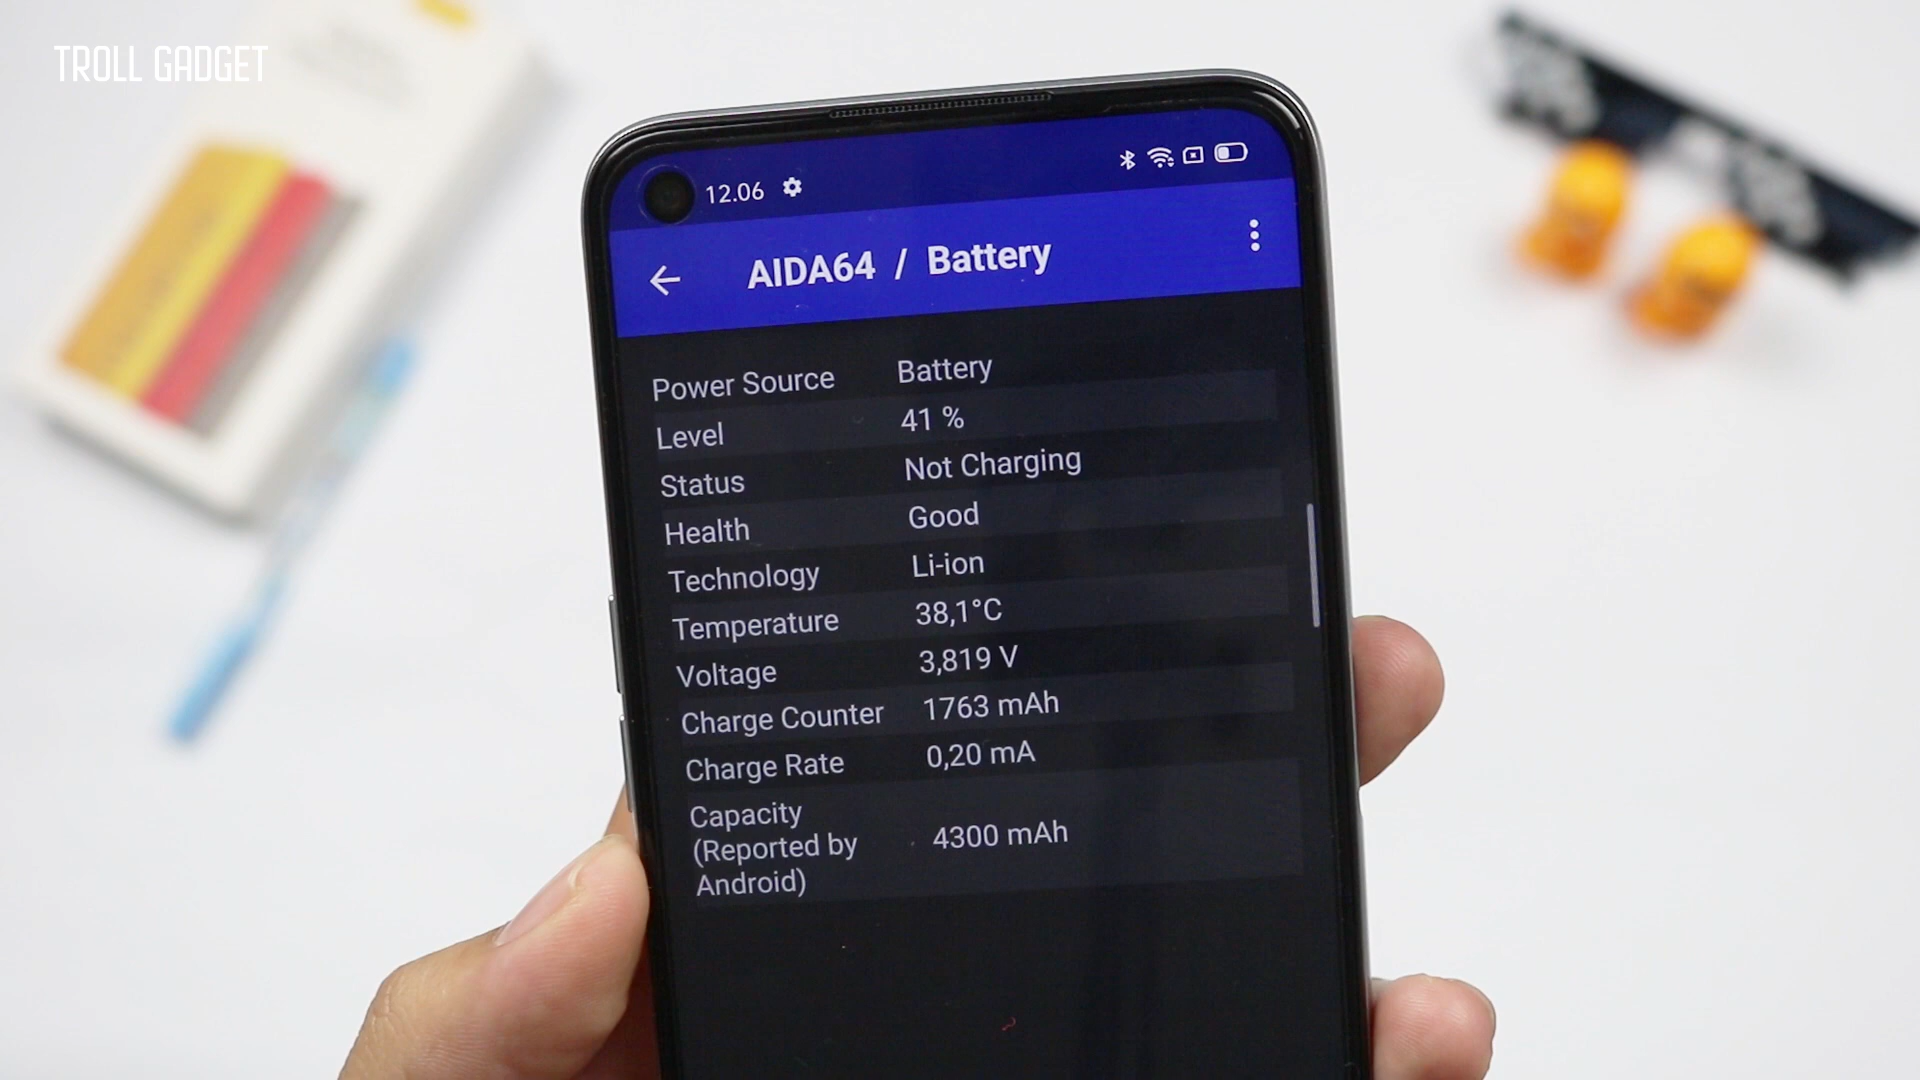 TROLL GADGET
12.06
AIDA64 / Battery
Power Source Battery
Level 41 %
Status Not Charging
Health Good
Technology Li-ion
Temperature 38,1°C
Voltage 3,819 V
Charge Counter 1763 mAh
Charge Rate 0,20 mA
Capacity
(Reported by
Android) 4300 mAh